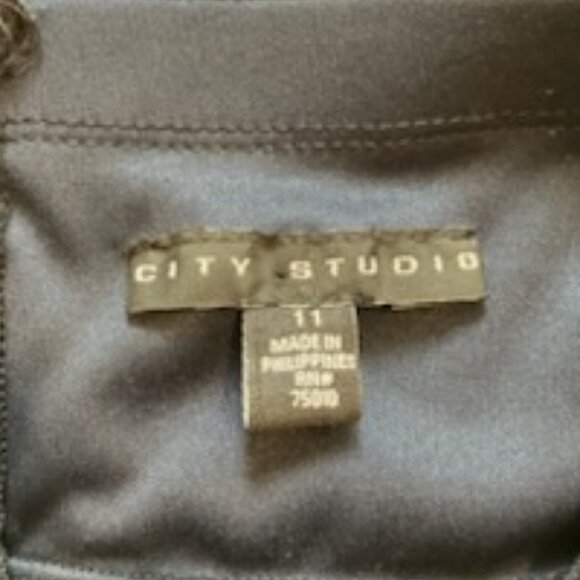 CITY STUDIO
11
MADE IN
PHILIPPINES
RN#
75010